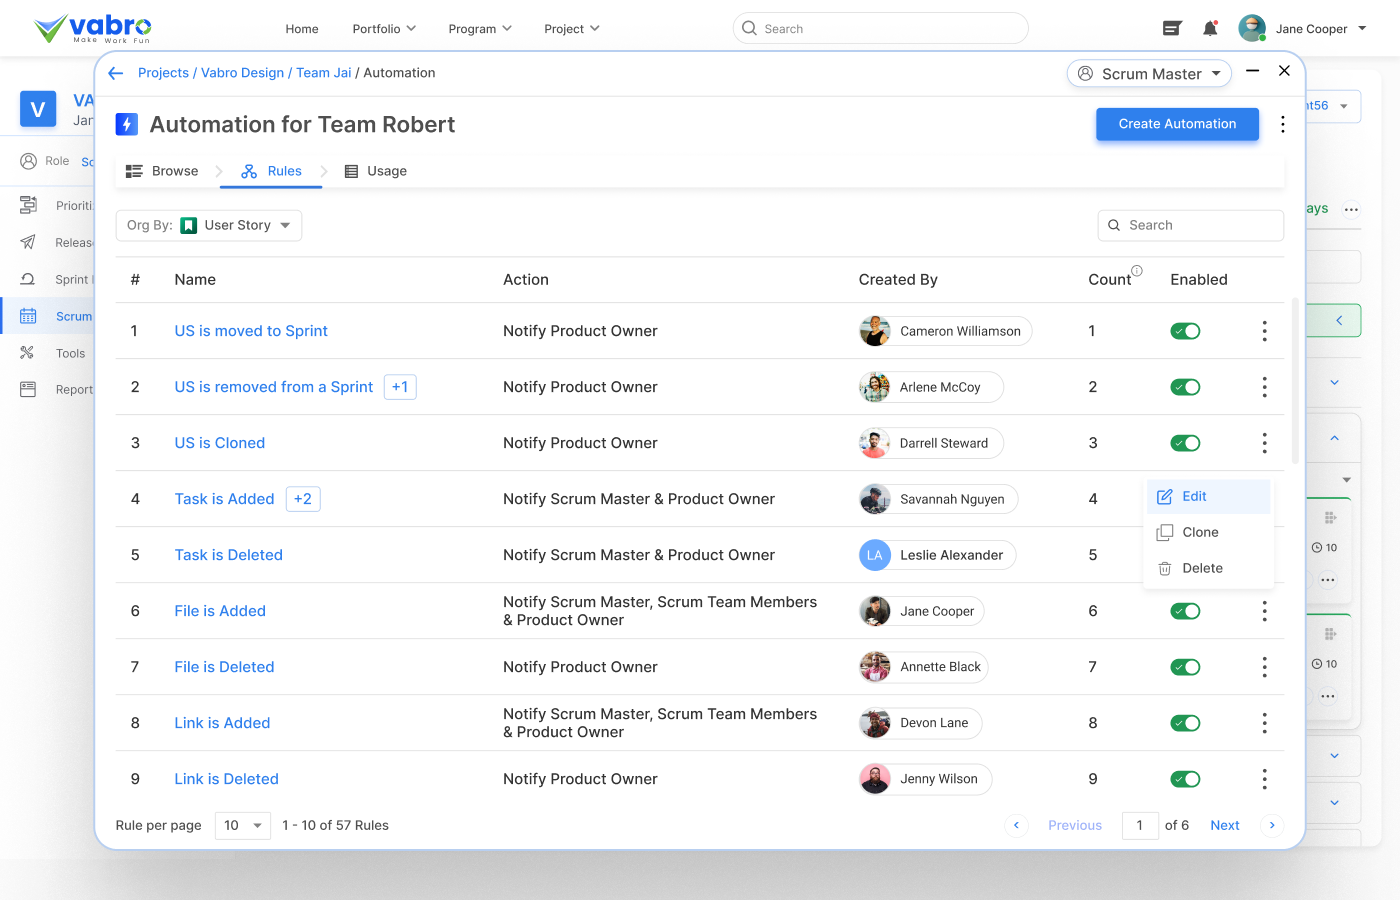 vabro
Make Work Fun
Home
Portfolio
Program
Project
Search
Jane Cooper
Projects / Vabro Design / Team Jai / Automation
Scrum Master
V
VA
Jan
Automation for Team Robert
Create Automation
nt56
Role
Sc
Browse
Rules
Usage
Prioriti
Release
Sprint
Scrum
Tools
Report
ays
Org By:
User Story
Search
# Name Action Created By Count Enabled
1 US is moved to Sprint Notify Product Owner Cameron Williamson 1
2 US is removed from a Sprint +1 Notify Product Owner Arlene McCoy 2
3 US is Cloned Notify Product Owner Darrell Steward 3
4 Task is Added +2 Notify Scrum Master & Product Owner Savannah Nguyen 4
5 Task is Deleted Notify Scrum Master & Product Owner LA Leslie Alexander 5
Edit
Clone
Delete
6 File is Added Notify Scrum Master, Scrum Team Members
& Product Owner Jane Cooper 6
7 File is Deleted Notify Product Owner Annette Black 7
8 Link is Added Notify Scrum Master, Scrum Team Members
& Product Owner Devon Lane 8
9 Link is Deleted Notify Product Owner Jenny Wilson 9
10
10
Rule per page 10 1 - 10 of 57 Rules
Previous 1 of 6 Next